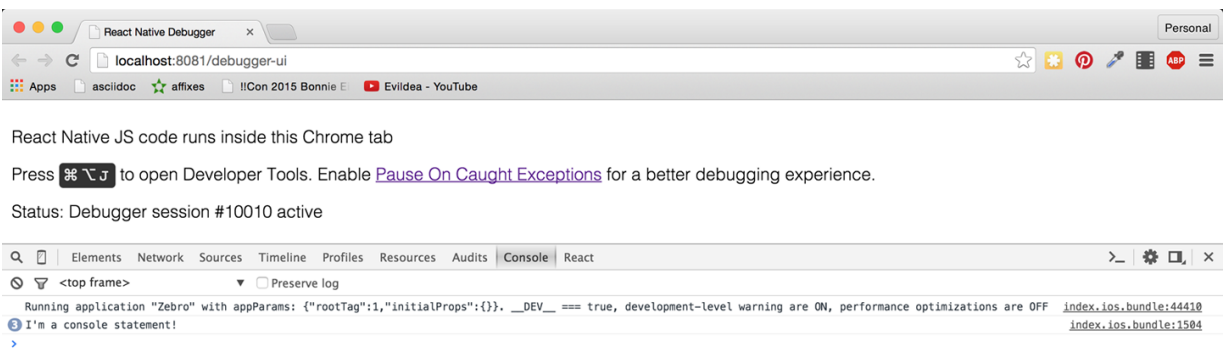 React Native Debugger ×
Personal
localhost:8081/debugger-ui
ABP
Apps asciidoc affixes !!Con 2015 Bonnie E Evildea - YouTube
React Native JS code runs inside this Chrome tab
Press ⌘⌥J to open Developer Tools. Enable Pause On Caught Exceptions for a better debugging experience.
Status: Debugger session #10010 active
Elements Network Sources Timeline Profiles Resources Audits Console React
<top frame> ▼ Preserve log
Running application "Zebro" with appParams: {"rootTag":1,"initialProps":{}}. __DEV__ === true, development-level warning are ON, performance optimizations are OFF index.ios.bundle:44410
3 I'm a console statement! index.ios.bundle:1504
>